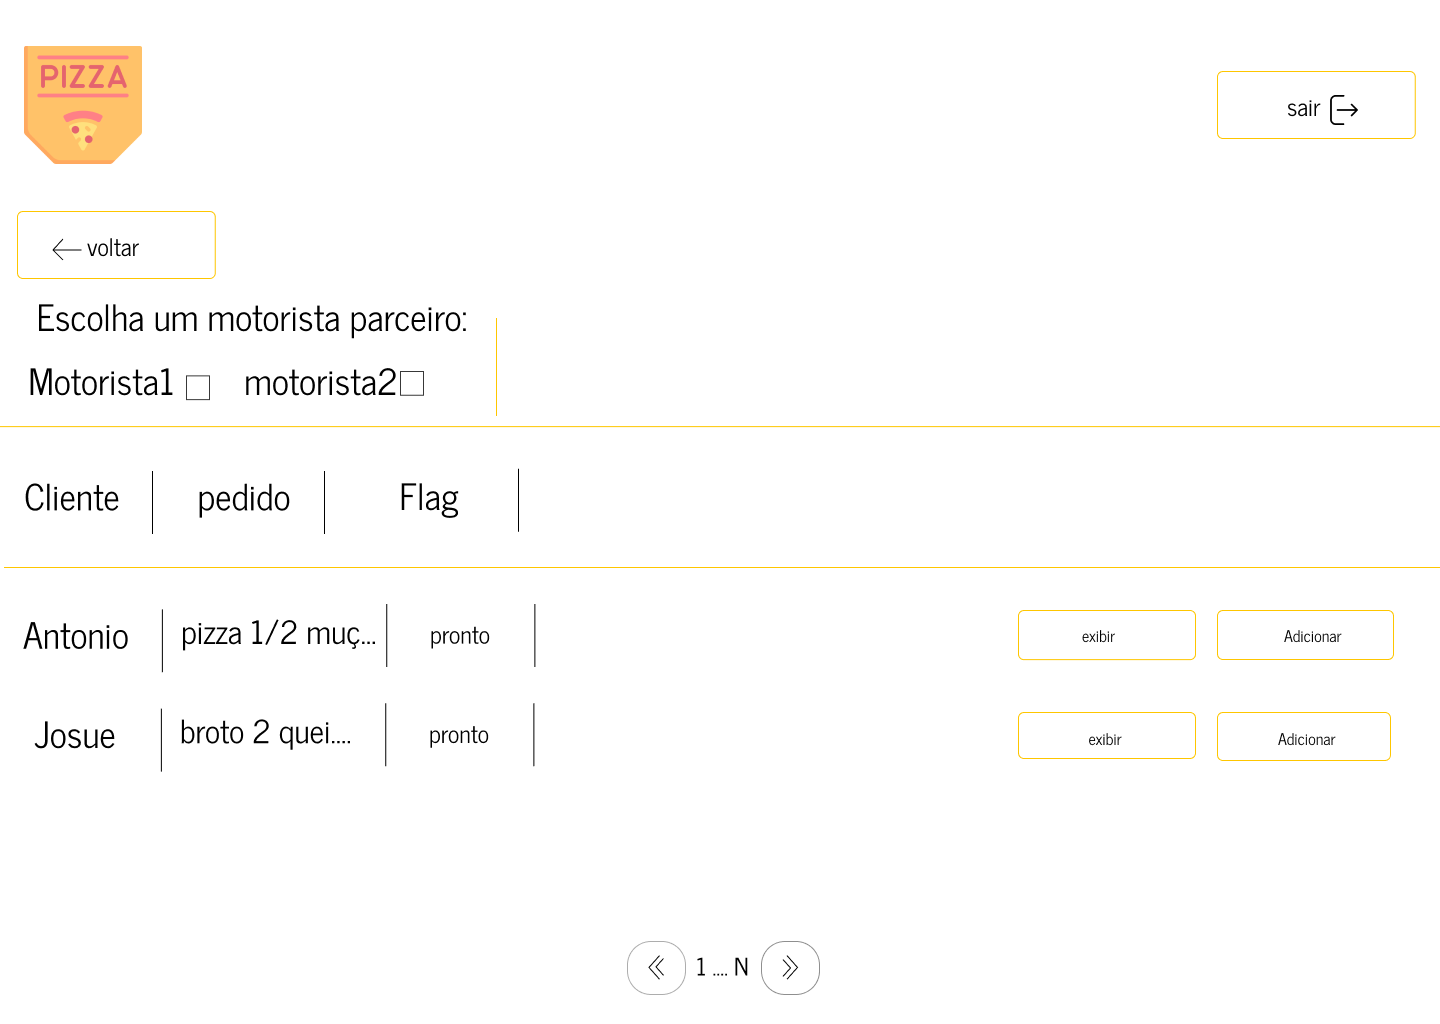 PIZZA
sair
voltar
Escolha um motorista parceiro:
Motorista1 motorista2
Cliente pedido Flag
Antonio pizza 1/2 muç... pronto exibir Adicionar
Josue broto 2 quei.... pronto exibir Adicionar
1 .... N